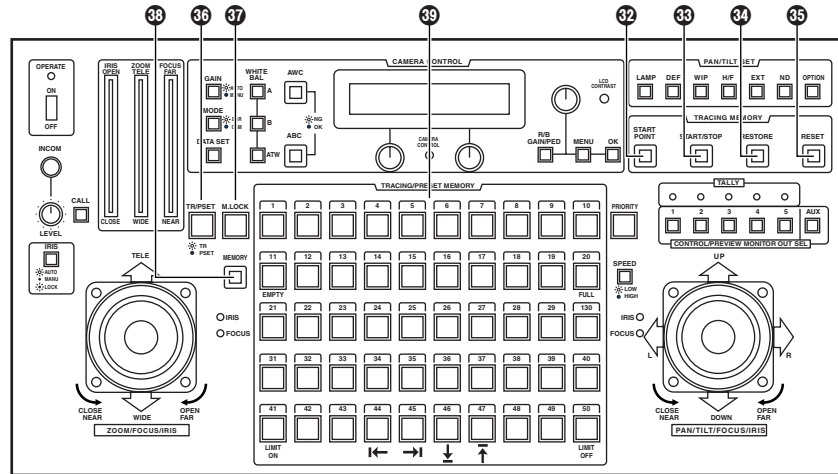 38 36 37 39 32 33 34 35
OPERATE
ON
OFF
INCOM
LEVEL
CALL
IRIS
AUTO
MANU
LOCK
IRIS OPEN
ZOOM TELE
FOCUS FAR
CLOSE
WIDE
NEAR
CAMERA CONTROL
GAIN
AUTO
MANU
MODE
BAR
CAM
DATA SET
WHITE BAL
A
B
ATW
AWC
NG
OK
ABC
CAMERA CONTROL
LCD CONTRAST
R/B GAIN/PED
MENU
OK
PAN/TILT SET
LAMP DEF WIP H/F EXT ND OPTION
TRACING MEMORY
START POINT
START/STOP
RESTORE
RESET
TR/PSET
M.LOCK
TR
PSET
MEMORY
TRACING/PRESET MEMORY
1 2 3 4 5 6 7 8 9 10
11 12 13 14 15 16 17 18 19 20
EMPTY FULL
21 22 23 24 25 26 27 28 29 130
31 32 33 34 35 36 37 38 39 40
41 42 43 44 45 46 47 48 49 50
LIMIT ON
LIMIT OFF
PRIORITY
SPEED
LOW
HIGH
TALLY
1 2 3 4 5 AUX
CONTROL/PREVIEW MONITOR OUT SEL
TELE
IRIS
FOCUS
CLOSE NEAR
WIDE
OPEN FAR
ZOOM/FOCUS/IRIS
UP
IRIS
FOCUS
L
R
CLOSE NEAR
DOWN
OPEN FAR
PAN/TILT/FOCUS/IRIS